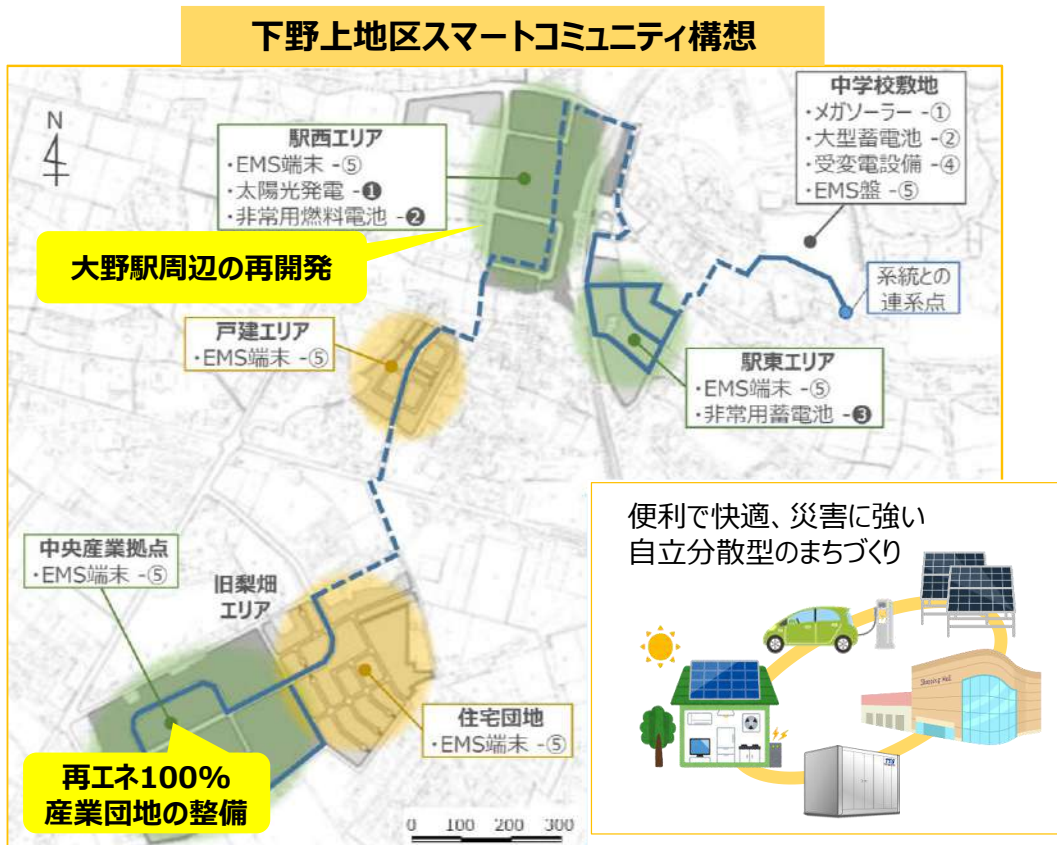 下野上地区スマートコミュニティ構想
N
駅西エリア
・EMS端末 -⑤
・太陽光発電 -❶
・非常用燃料電池 -❷
大野駅周辺の再開発
中学校敷地
・メガソーラー -①
・大型蓄電池 -②
・受変電設備 -④
・EMS盤 -⑤
系統との
連系点
戸建エリア
・EMS端末 -⑤
駅東エリア
・EMS端末 -⑤
・非常用蓄電池 -❸
中央産業拠点
・EMS端末 -⑤
旧梨畑
エリア
住宅団地
・EMS端末 -⑤
再エネ100%
産業団地の整備
0 100 200 300
便利で快適、災害に強い
自立分散型のまちづくり